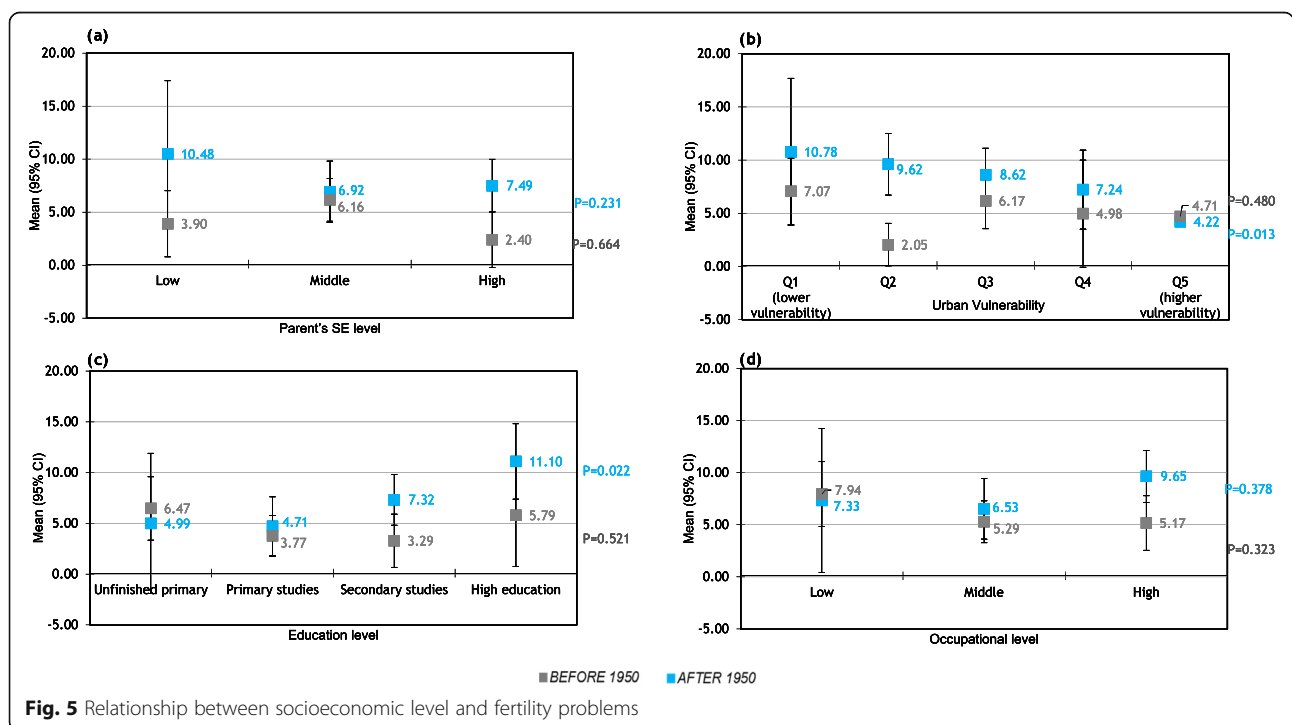 (a)
20.00
15.00
10.00
5.00
0.00
-5.00
Mean (95% CI)
10.48
3.90
6.92
6.16
7.49
2.40
P=0.231
P=0.664
Low Middle High
Parent's SE level
(b)
20.00
15.00
10.00
5.00
0.00
-5.00
Mean (95% CI)
10.78
7.07
9.62
2.05
8.62
6.17
7.24
4.98
4.71
4.22
P=0.480
P=0.013
Q1 Q2 Q3 Q4 Q5
(lower vulnerability)
Urban Vulnerability
(higher vulnerability)
(c)
20.00
15.00
10.00
5.00
0.00
-5.00
Mean (95% CI)
6.47
4.99
4.71
3.77
7.32
3.29
11.10
5.79
P=0.022
P=0.521
Unfinished primary Primary studies Secondary studies High education
Education level
(d)
20.00
15.00
10.00
5.00
0.00
-5.00
Mean (95% CI)
7.94
7.33
6.53
5.29
9.65
5.17
P=0.378
P=0.323
Low Middle High
Occupational level
BEFORE 1950 AFTER 1950
Fig. 5 Relationship between socioeconomic level and fertility problems